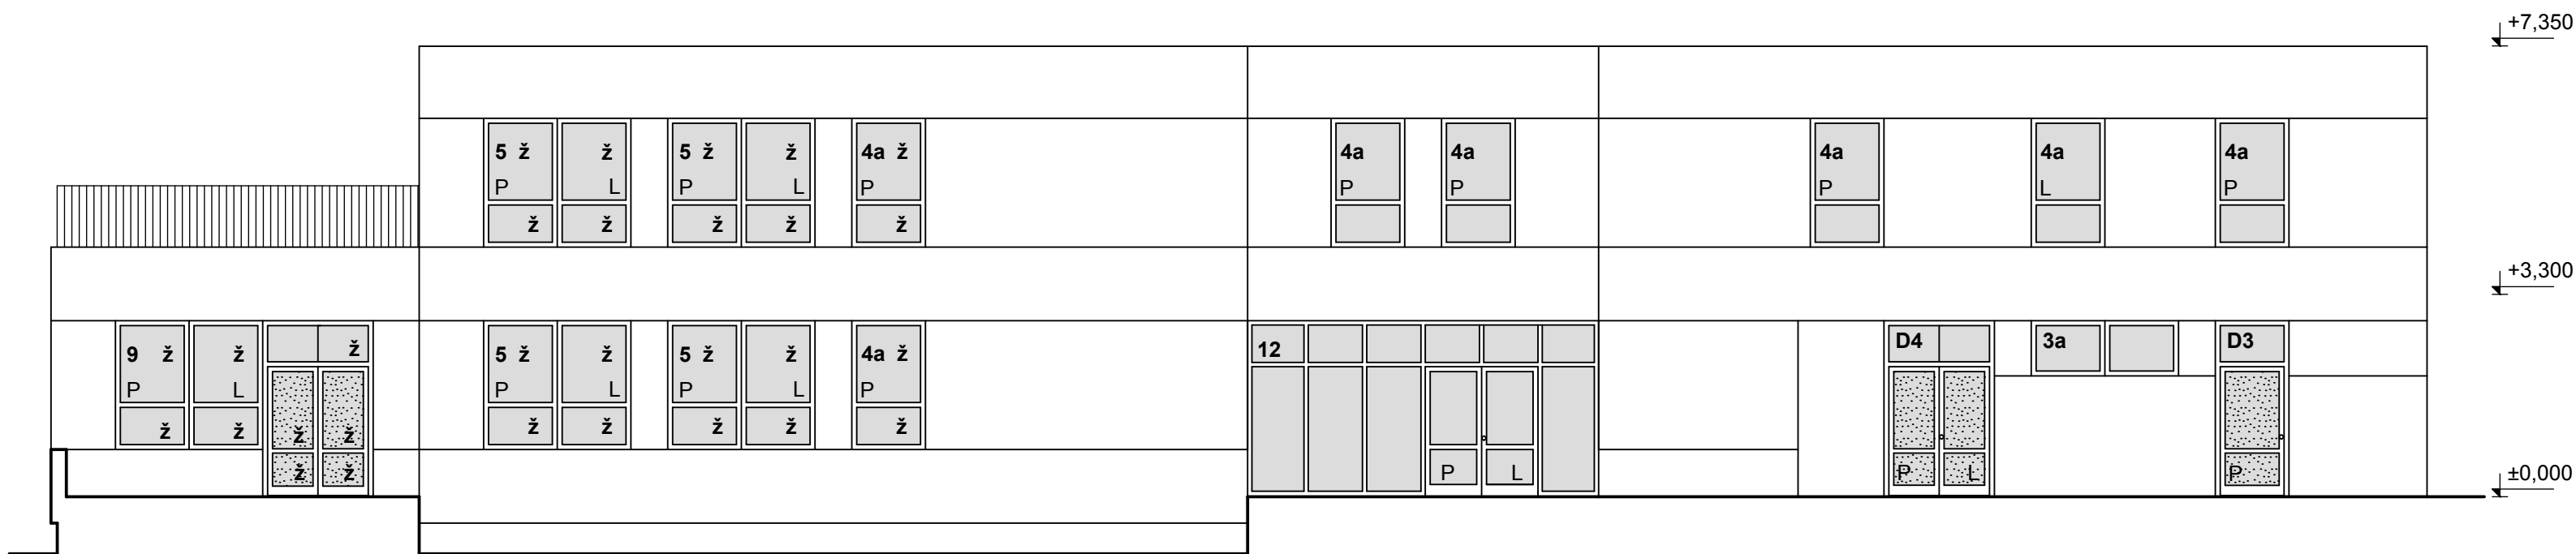 +7,350
5 ž ž 5 ž ž 4a ž 4a 4a 4a 4a 4a
P L P L P P P P L P
ž ž ž ž ž
+3,300
D4 3a D3
9 ž ž ž 5 ž ž 5 ž ž 4a ž 12
P L P L P L P
ž ž ž ž ž ž ž
ž ž
ž ž P L P L P
±0,000